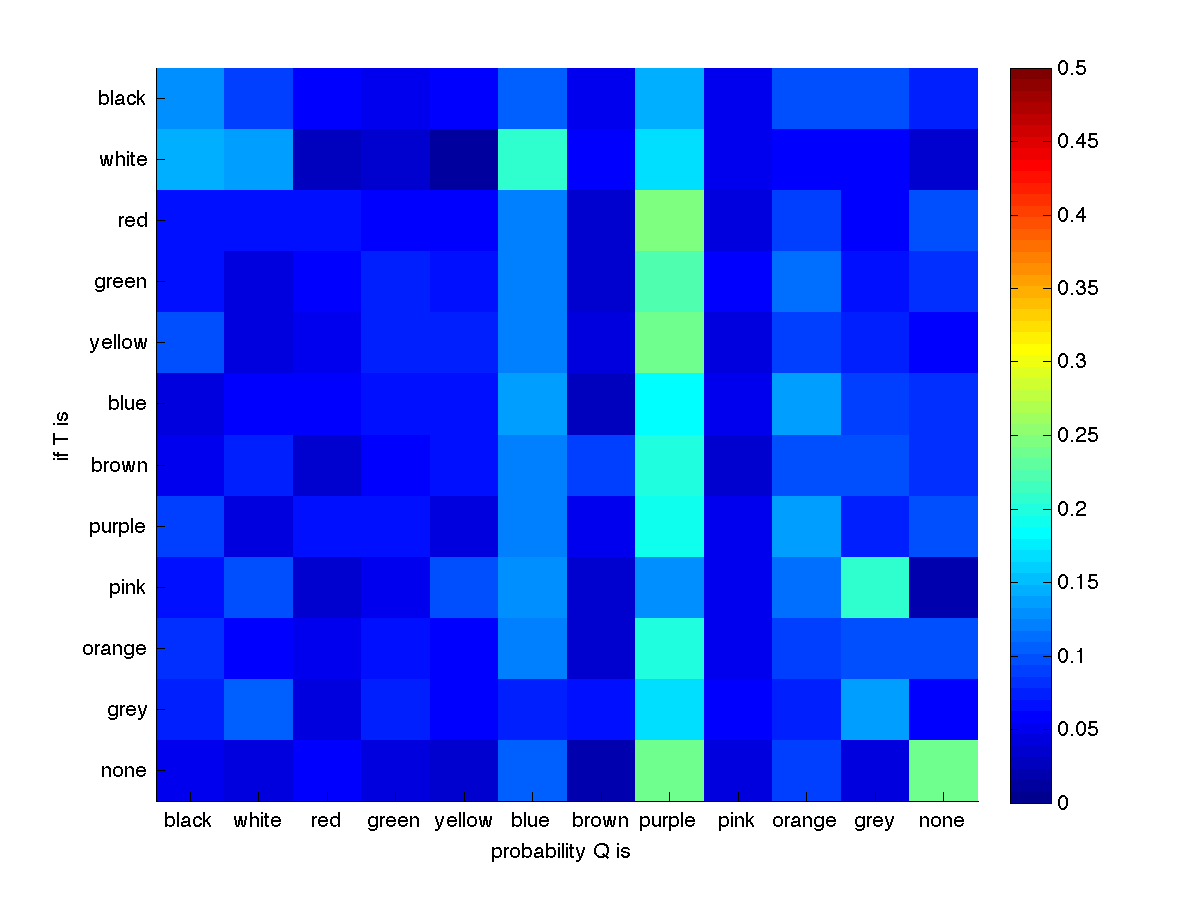 black
white
red
green
yellow
blue
brown
purple
pink
orange
grey
none
if T is
black white red green yellow blue brown purple pink orange grey none
probability Q is
0.5
0.45
0.4
0.35
0.3
0.25
0.2
0.15
0.1
0.05
0